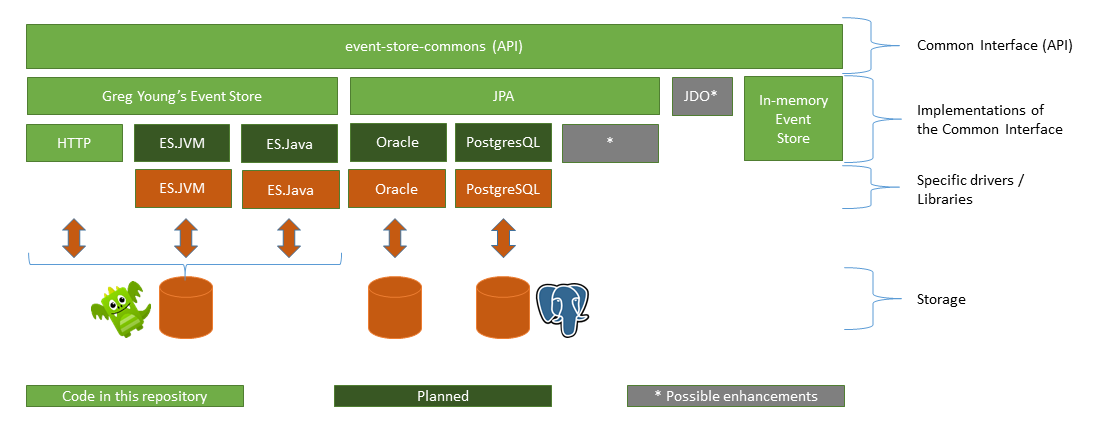 event-store-commons (API)
Common Interface (API)
Greg Young's Event Store
JPA
JDO*
In-memory
Event
Store
Implementations of
the Common Interface
HTTP
ES.JVM
ES.Java
Oracle
PostgresQL
*
ES.JVM
ES.Java
Oracle
PostgreSQL
Specific drivers /
Libraries
Storage
Code in this repository
Planned
* Possible enhancements